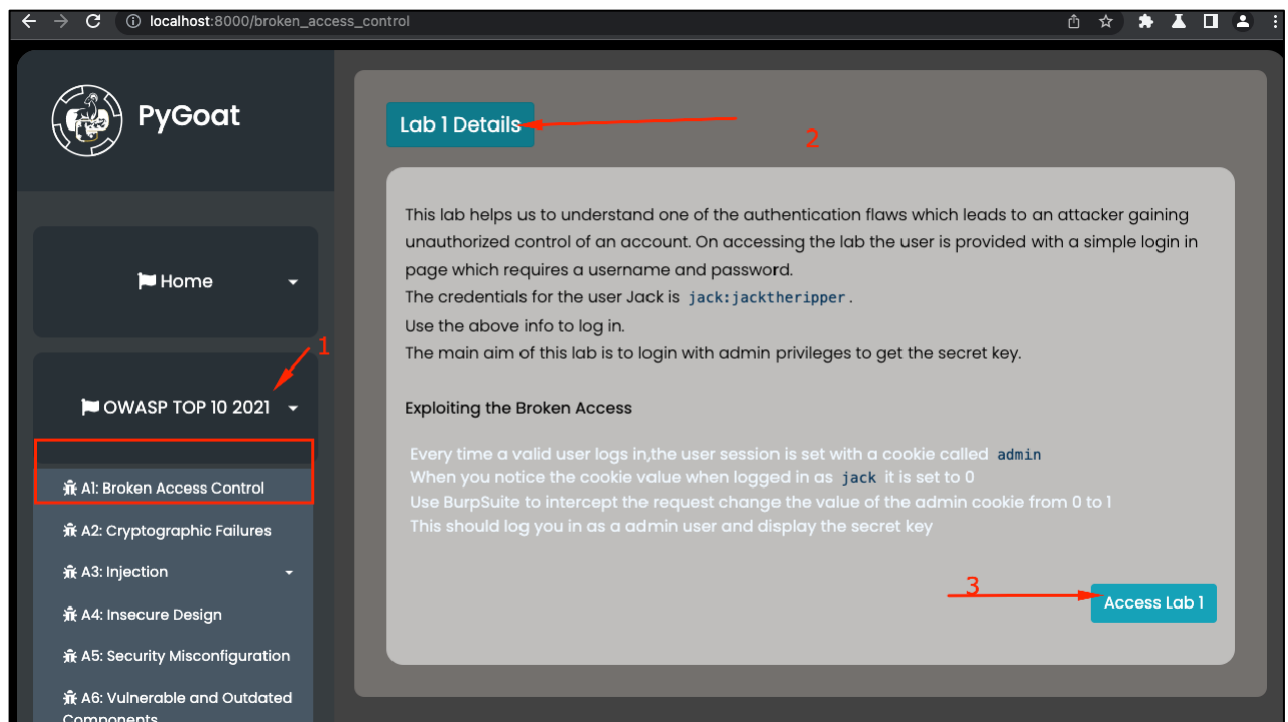 localhost:8000/broken_access_control
PyGoat
Home
1
OWASP TOP 10 2021
A1: Broken Access Control
A2: Cryptographic Failures
A3: Injection
A4: Insecure Design
A5: Security Misconfiguration
A6: Vulnerable and Outdated
Components
Lab 1 Details
2
This lab helps us to understand one of the authentication flaws which leads to an attacker gaining
unauthorized control of an account. On accessing the lab the user is provided with a simple login in
page which requires a username and password.
The credentials for the user Jack is jack:jacktheripper.
Use the above info to log in.
The main aim of this lab is to login with admin privileges to get the secret key.
Exploiting the Broken Access
Every time a valid user logs in,the user session is set with a cookie called admin
When you notice the cookie value when logged in as jack it is set to 0
Use BurpSuite to intercept the request change the value of the admin cookie from 0 to 1
This should log you in as a admin user and display the secret key
3
Access Lab 1